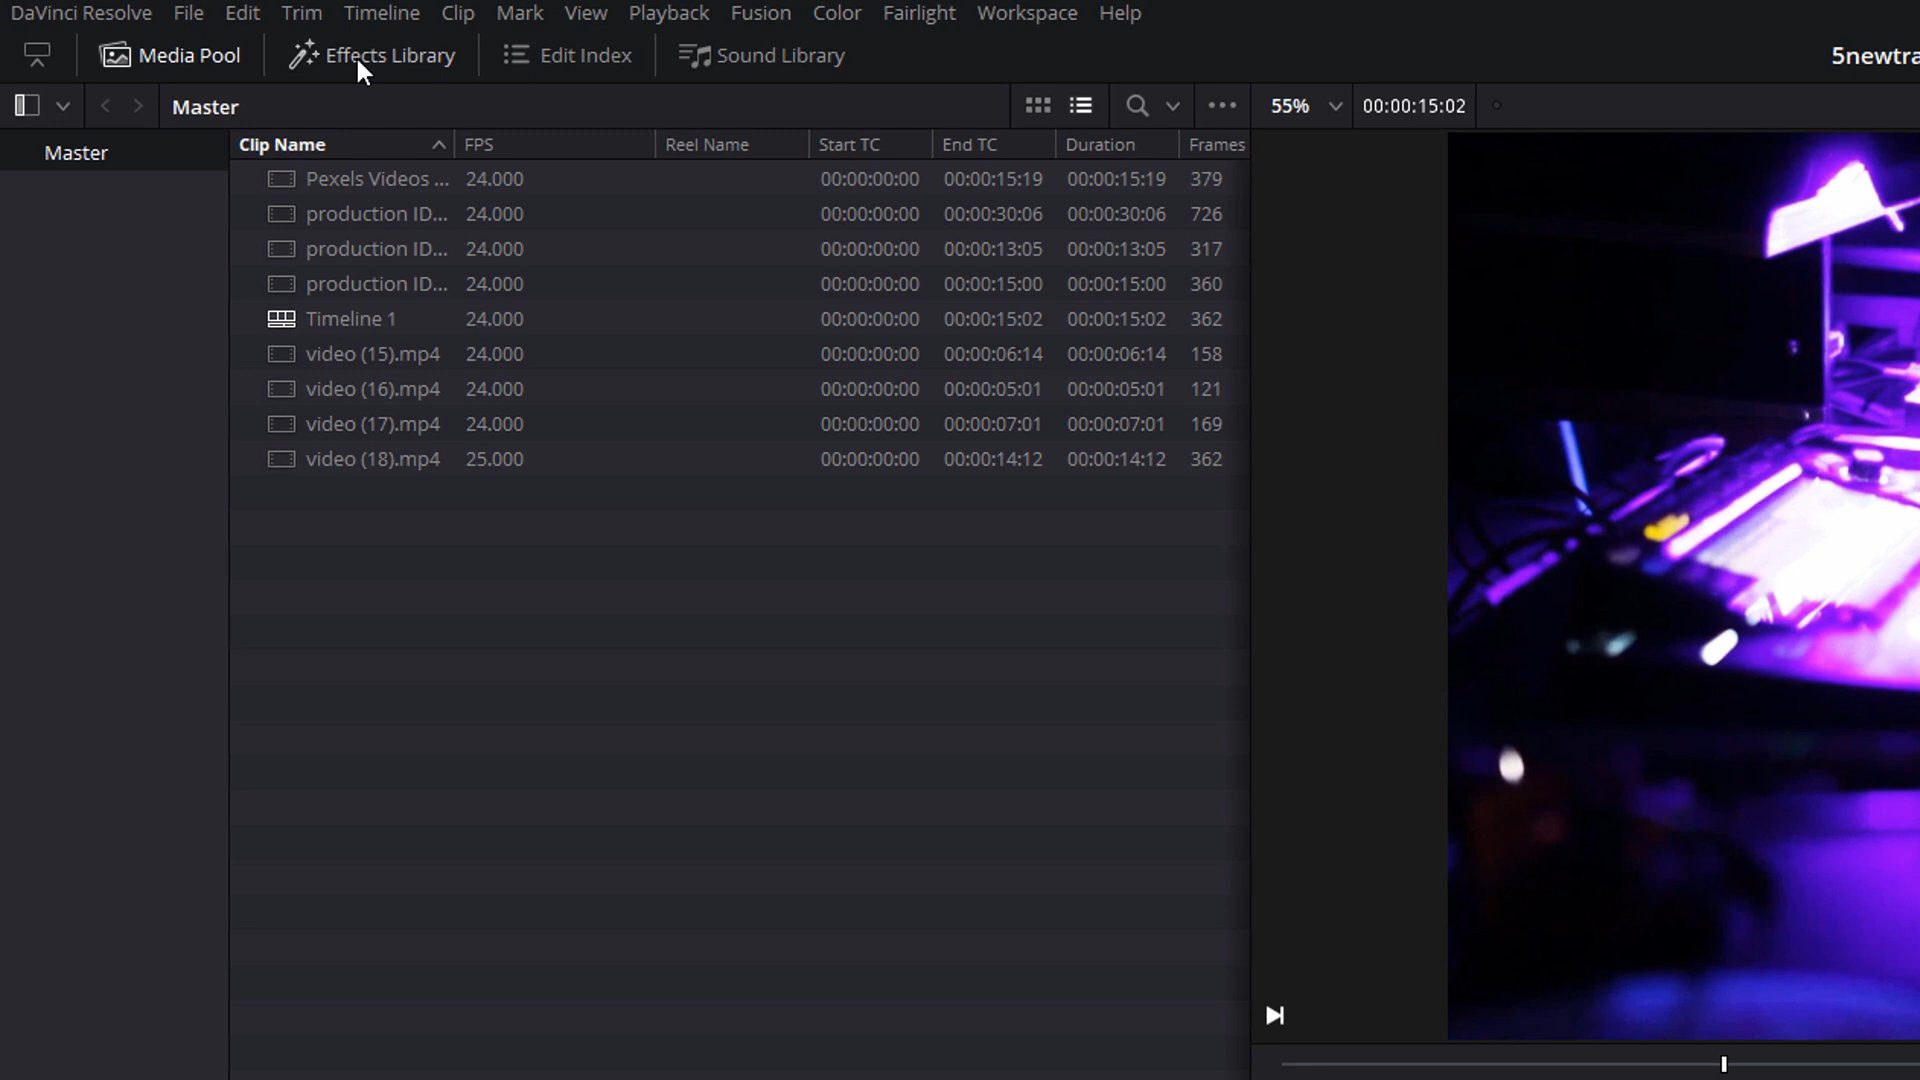 DaVinci Resolve File Edit Trim Timeline Clip Mark View Playback Fusion Color Fairlight Workspace Help
Media Pool Effects Library Edit Index Sound Library 5newtra
Master 55% 00:00:15:02
Master
Clip Name FPS Reel Name Start TC End TC Duration Frames
Pexels Videos ... 24.000 00:00:00:00 00:00:15:19 00:00:15:19 379
production ID... 24.000 00:00:00:00 00:00:30:06 00:00:30:06 726
production ID... 24.000 00:00:00:00 00:00:13:05 00:00:13:05 317
production ID... 24.000 00:00:00:00 00:00:15:00 00:00:15:00 360
Timeline 1 24.000 00:00:00:00 00:00:15:02 00:00:15:02 362
video (15).mp4 24.000 00:00:00:00 00:00:06:14 00:00:06:14 158
video (16).mp4 24.000 00:00:00:00 00:00:05:01 00:00:05:01 121
video (17).mp4 24.000 00:00:00:00 00:00:07:01 00:00:07:01 169
video (18).mp4 25.000 00:00:00:00 00:00:14:12 00:00:14:12 362